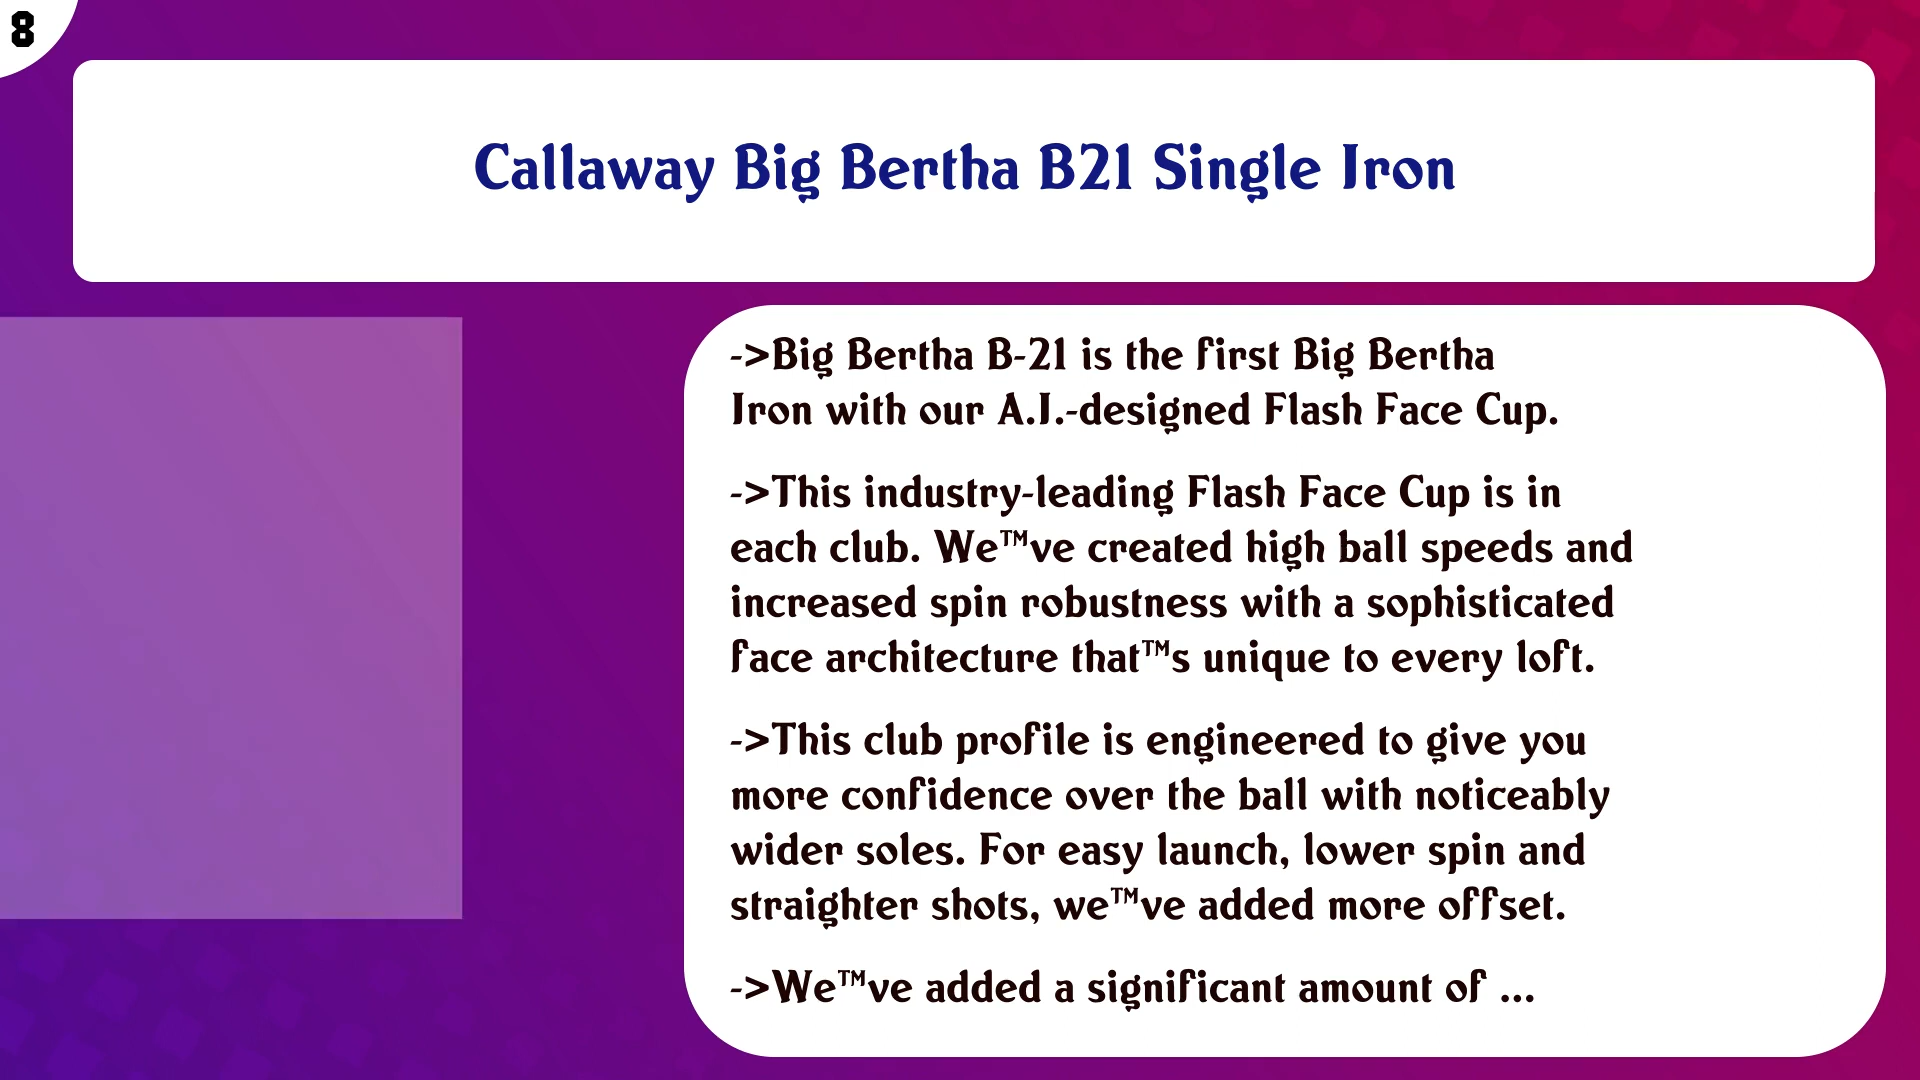 8
Callaway Big Bertha B21 Single Iron
->Big Bertha B-21 is the first Big Bertha
Iron with our A.I.-designed Flash Face Cup.
->This industry-leading Flash Face Cup is in
each club. We™ve created high ball speeds and
increased spin robustness with a sophisticated
face architecture that™s unique to every loft.
->This club profile is engineered to give you
more confidence over the ball with noticeably
wider soles. For easy launch, lower spin and
straighter shots, we™ve added more offset.
->We™ve added a significant amount of ...